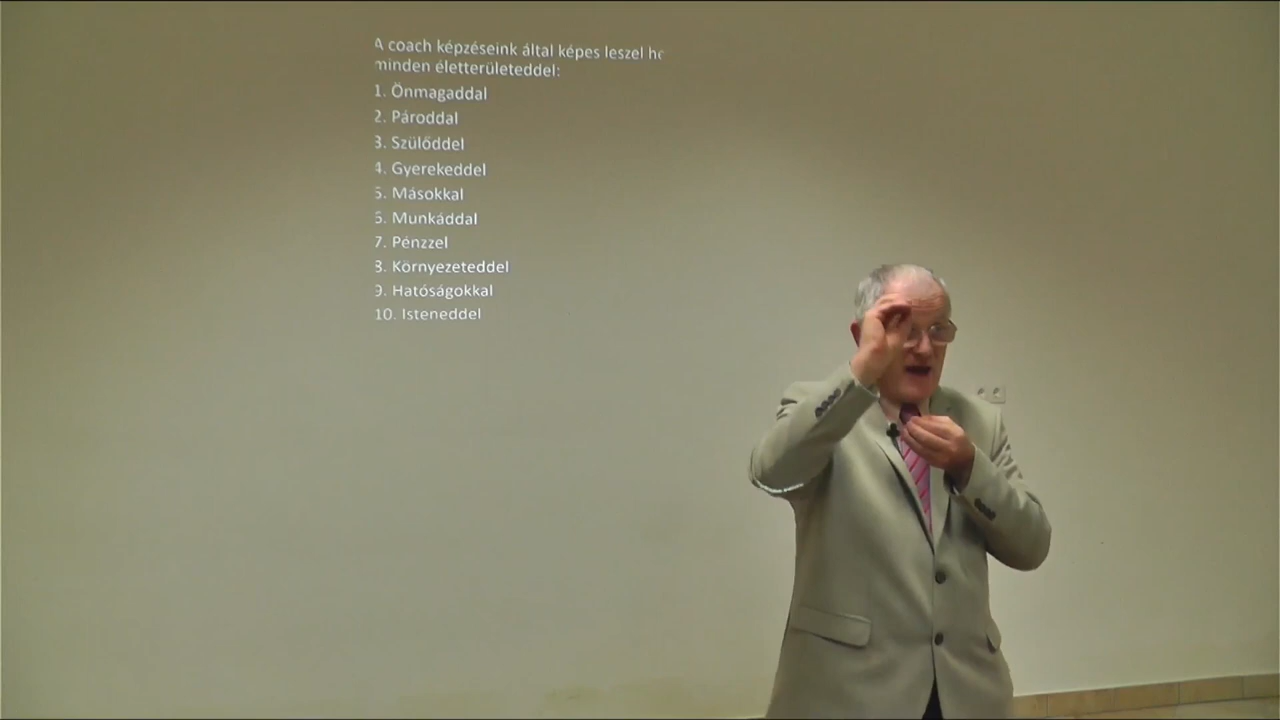 A coach képzéseink által képes leszel
minden életterületeddel:
1. Önmagaddal
2. Pároddal
3. Szülőddel
4. Gyerekeddel
5. Másokkal
6. Munkáddal
7. Pénzzel
8. Környezeteddel
9. Hatóságokkal
10. Isteneddel